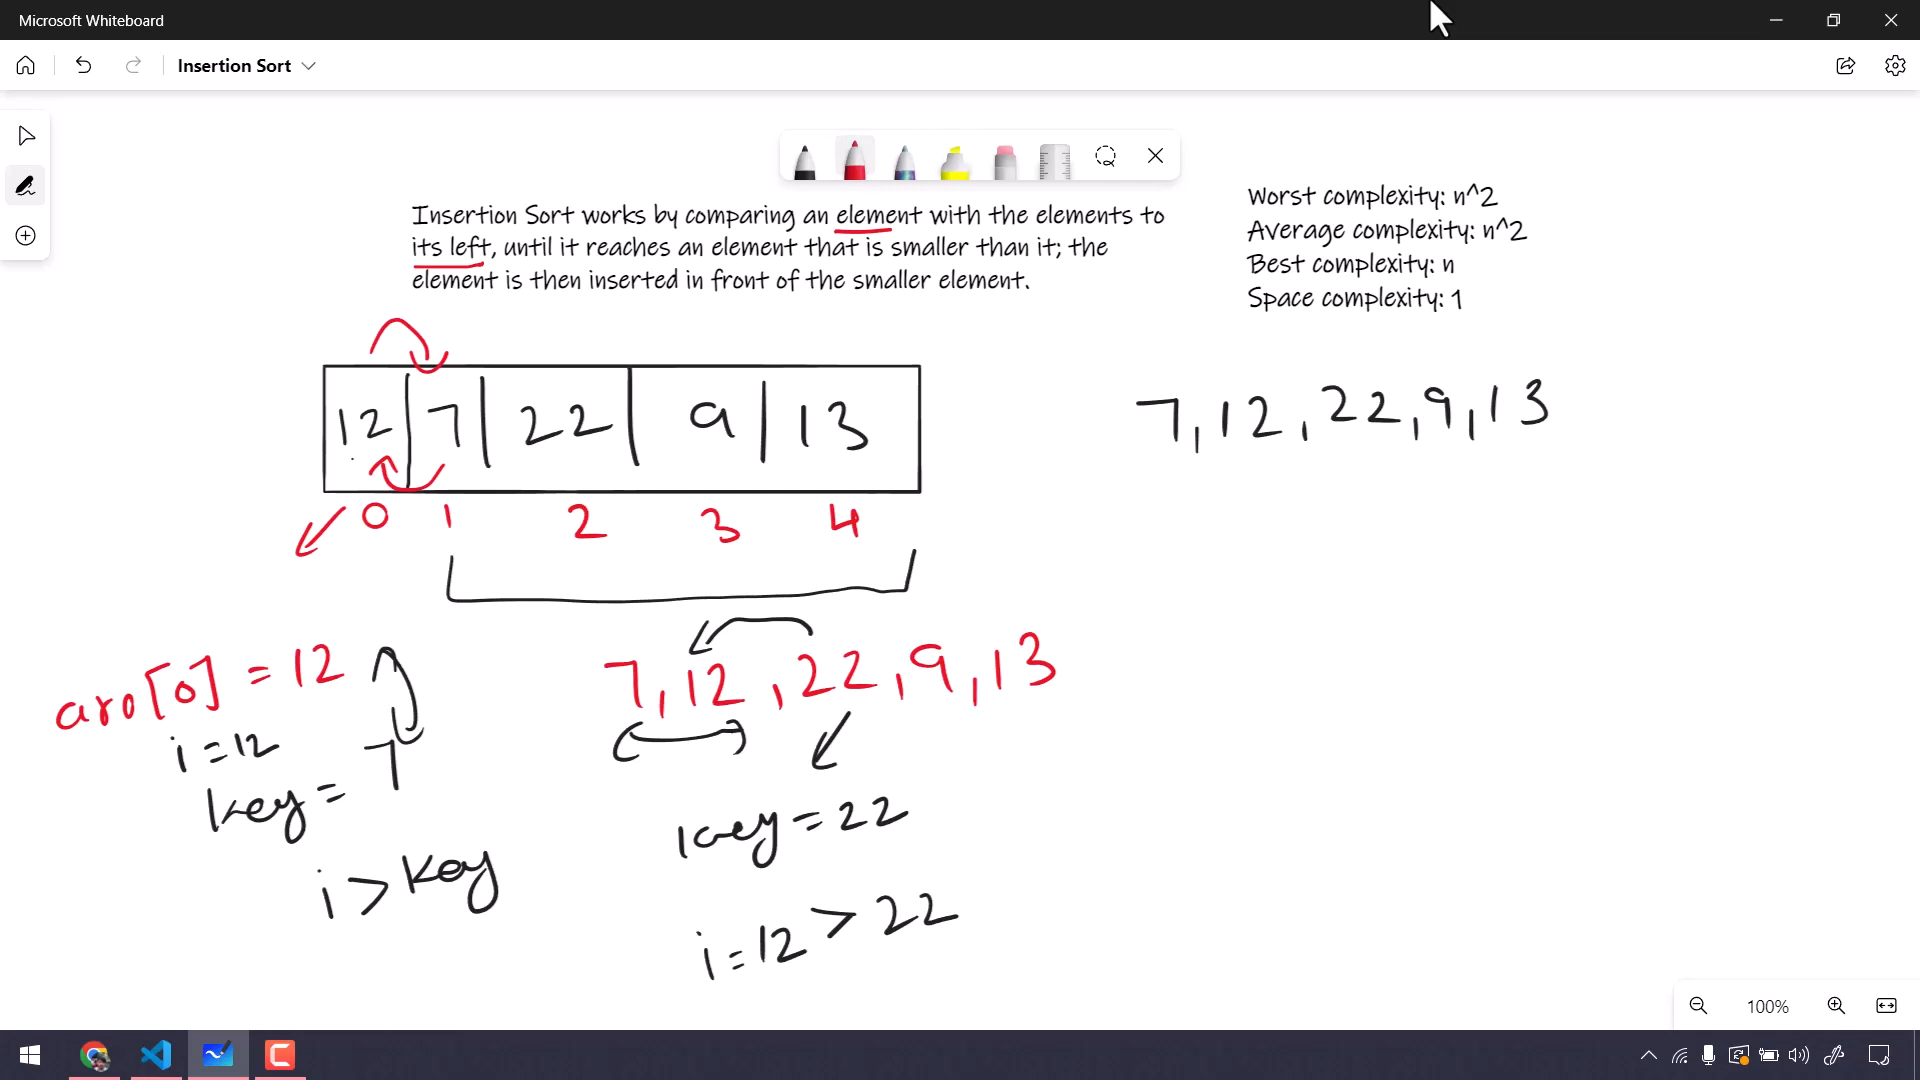 Microsoft Whiteboard
Insertion Sort
Insertion Sort works by comparing an element with the elements to
its left, until it reaches an element that is smaller than it; the
element is then inserted in front of the smaller element.
Worst complexity: n^2
Average complexity: n^2
Best complexity: n
Space complexity: 1
12 | 7 | 22 | 9 | 13
0 1 2 3 4
7, 12, 22, 9, 13
arr[0] = 12
i = 12
key = 7
i > key
7, 12, 22, 9, 13
key = 22
i = 12 > 22
100%